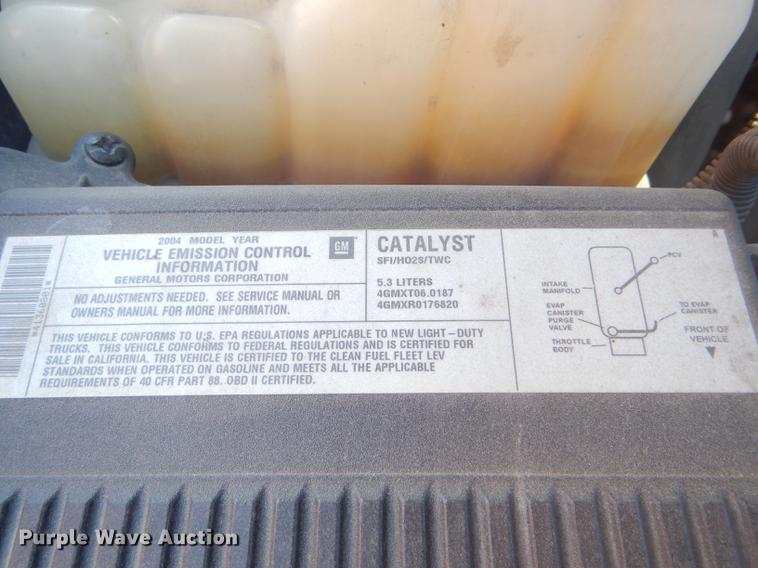 2004 MODEL YEAR
VEHICLE EMISSION CONTROL
INFORMATION
GENERAL MOTORS CORPORATION
GM
NO ADJUSTMENTS NEEDED. SEE SERVICE MANUAL OR
OWNERS MANUAL FOR MORE INFORMATION.
CATALYST
SFI/HO2S/TWC
5.3 LITERS
4GMXT06.0187
4GMXR0176820
THIS VEHICLE CONFORMS TO U.S. EPA REGULATIONS APPLICABLE TO NEW LIGHT-DUTY
TRUCKS. THIS VEHICLE CONFORMS TO FEDERAL REGULATIONS AND IS CERTIFIED FOR
SALE IN CALIFORNIA. THIS VEHICLE IS CERTIFIED TO THE CLEAN FUEL FLEET LEV
STANDARDS WHEN OPERATED ON GASOLINE AND MEETS ALL THE APPLICABLE
REQUIREMENTS OF 40 CFR PART 88. OBD II CERTIFIED.
A
PCV
INTAKE
MANIFOLD
EVAP
CANISTER
PURGE
VALVE
THROTTLE
BODY
TO EVAP
CANISTER
FRONT OF
VEHICLE
Purple Wave Auction